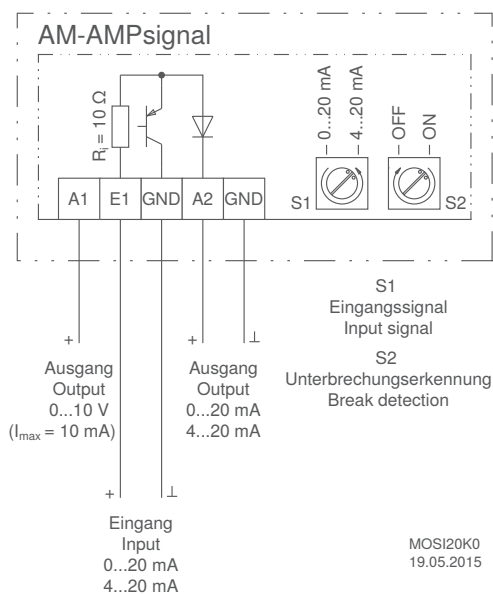 AM-AMPsignal
Ri = 10 Ω
0...20 mA
4...20 mA
OFF
ON
A1
E1
GND
A2
GND
S1
S2
S1
Eingangssignal
Input signal
S2
Unterbrechungserkennung
Break detection
+
Ausgang
Output
0...10 V
(Imax = 10 mA)
+
⊥
Ausgang
Output
0...20 mA
4...20 mA
+
⊥
Eingang
Input
0...20 mA
4...20 mA
MOSI20K0
19.05.2015